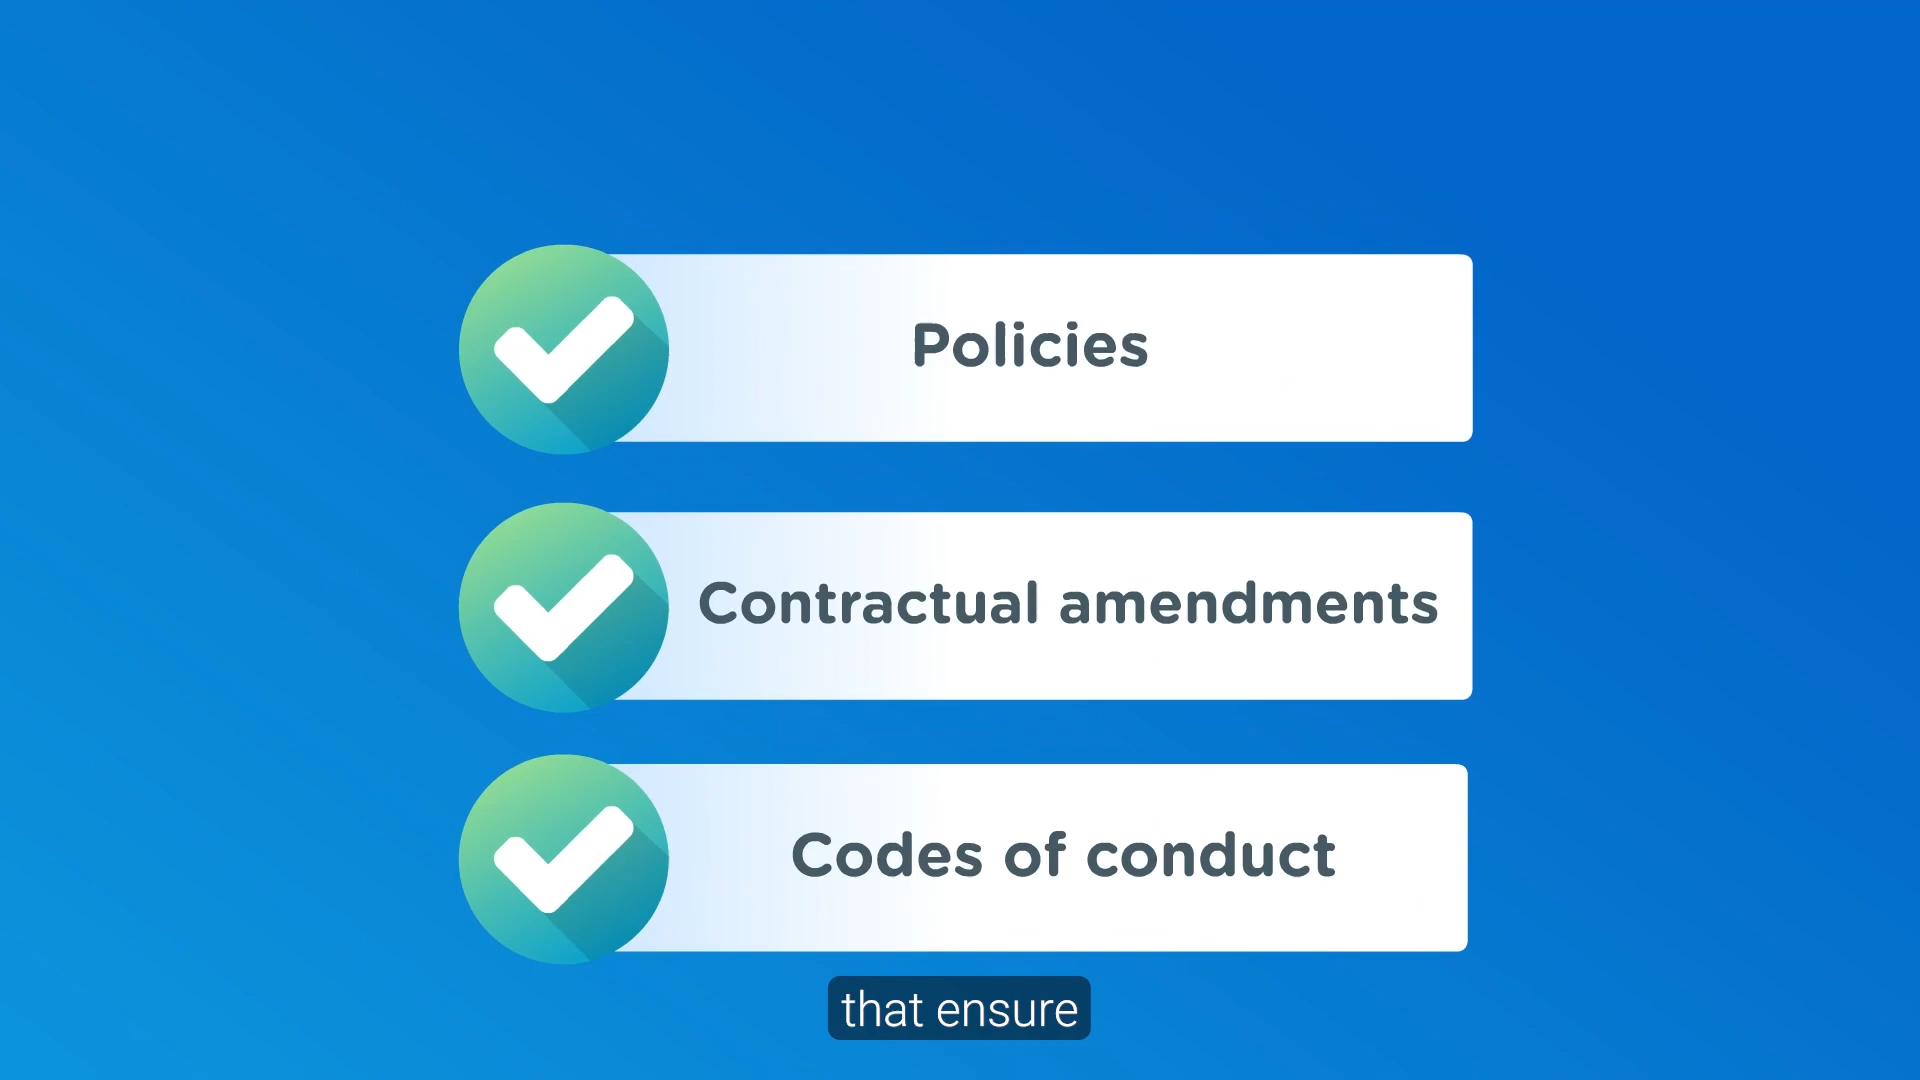 Policies
Contractual amendments
Codes of conduct
that ensure